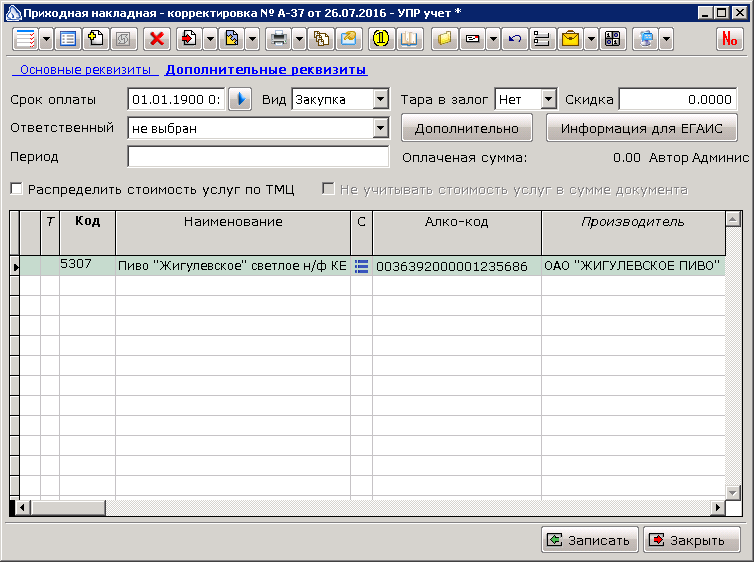 Приходная накладная - корректировка № А-37 от 26.07.2016 - УПР учет *
№
Основные реквизиты Дополнительные реквизиты
Срок оплаты 01.01.1900 0: Вид Закупка Тара в залог Нет Скидка 0.0000
Ответственный не выбран Дополнительно Информация для ЕГАИС
Период Оплаченая сумма: 0.00 Автор Админис
Распределить стоимость услуг по ТМЦ Не учитывать стоимость услуг в сумме документа
Т Код Наименование С Алко-код Производитель
5307 Пиво "Жигулевское" светлое н/ф КЕ 0036392000001235686 ОАО "ЖИГУЛЕВСКОЕ ПИВО"
Записать Закрыть